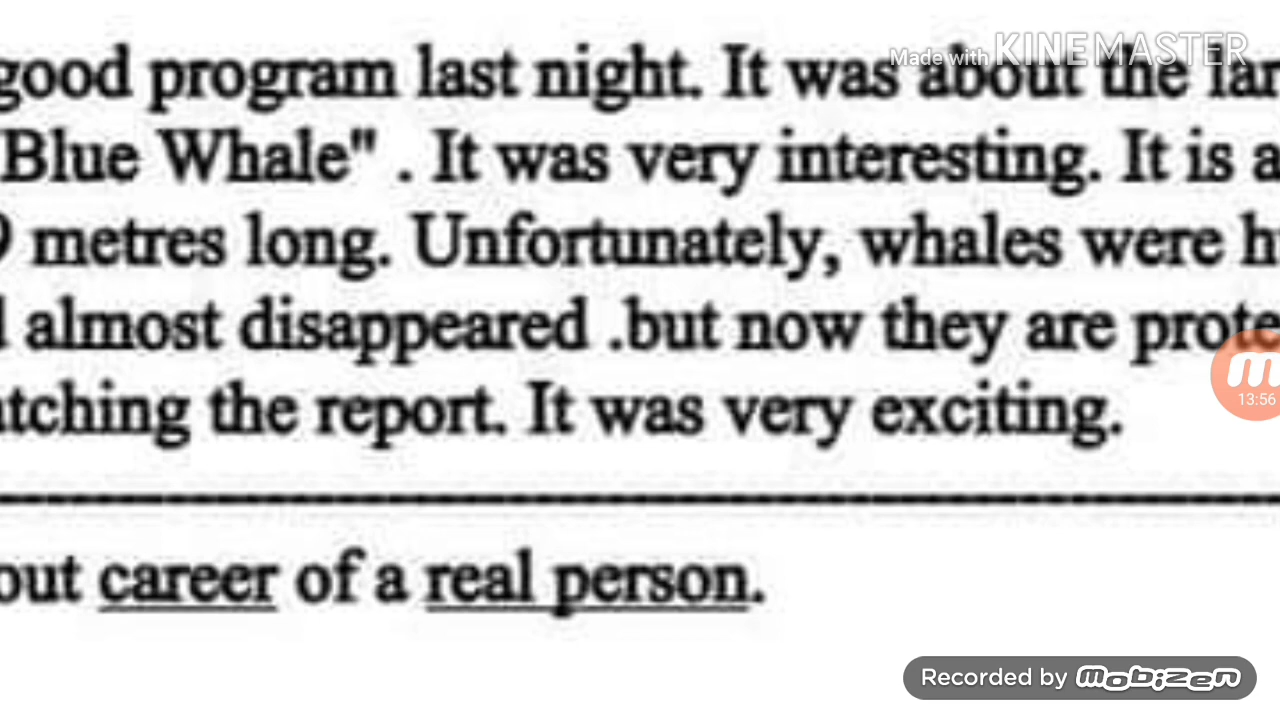 Made with KINEMASTER
good program last night. It was about the
Blue Whale" . It was very interesting. It is
metres long. Unfortunately, whales were
almost disappeared .but now they are
the report. It was very exciting.
13:56
career of a real person.
Recorded by mobizen